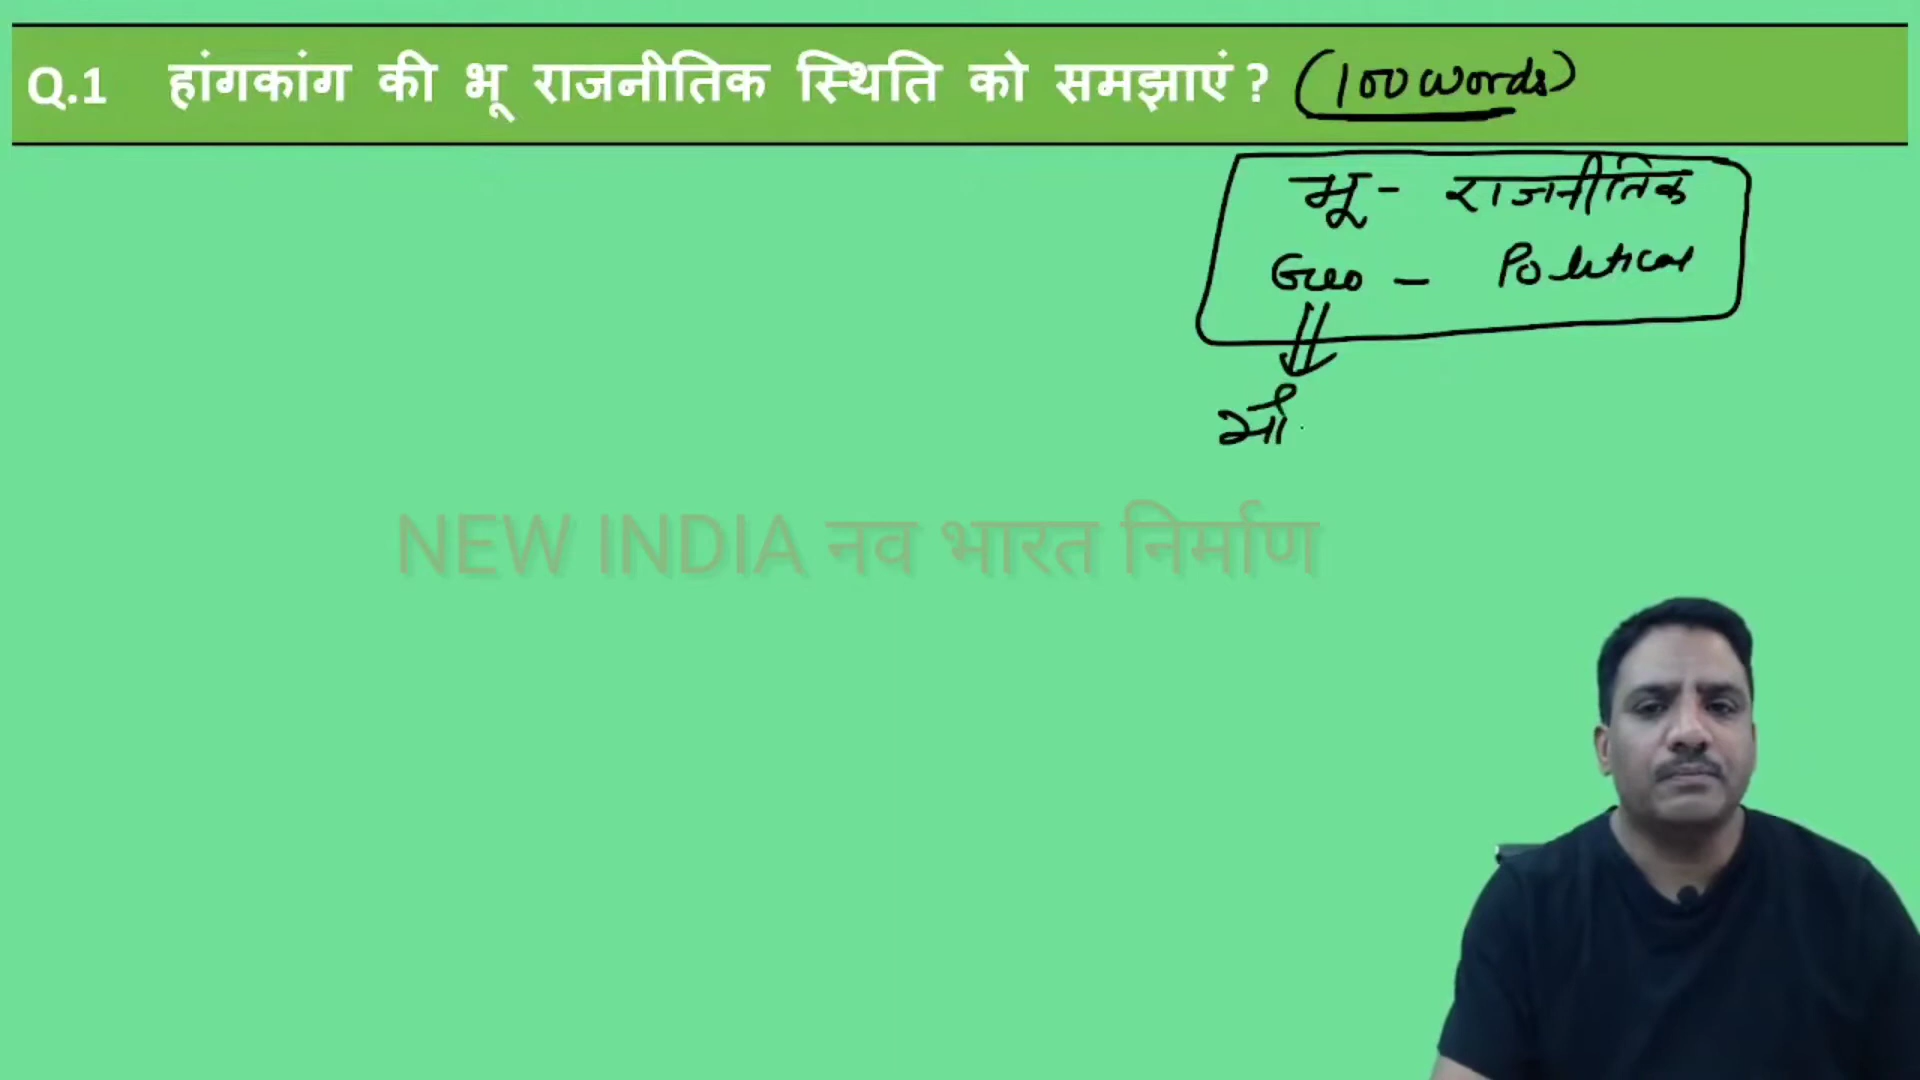 Q.1 हांगकांग की भू राजनीतिक स्थिति को समझाएं ? (100 words)
भू - राजनीतिक
Geo - Political
भौ
NEW INDIA नव भारत निर्माण